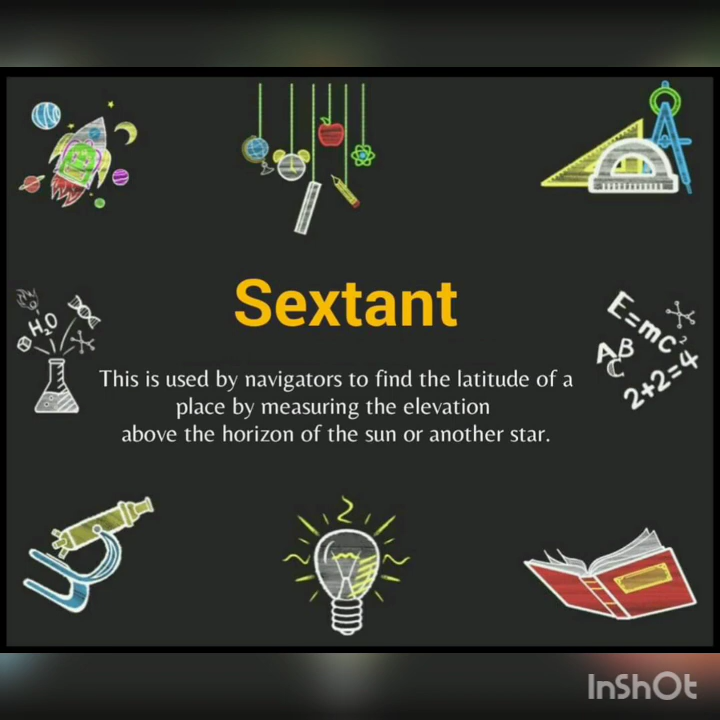 Sextant
This is used by navigators to find the latitude of a
place by measuring the elevation
above the horizon of the sun or another star.
H₂O
E=mc²
AB
C
2+2=4
InShOt